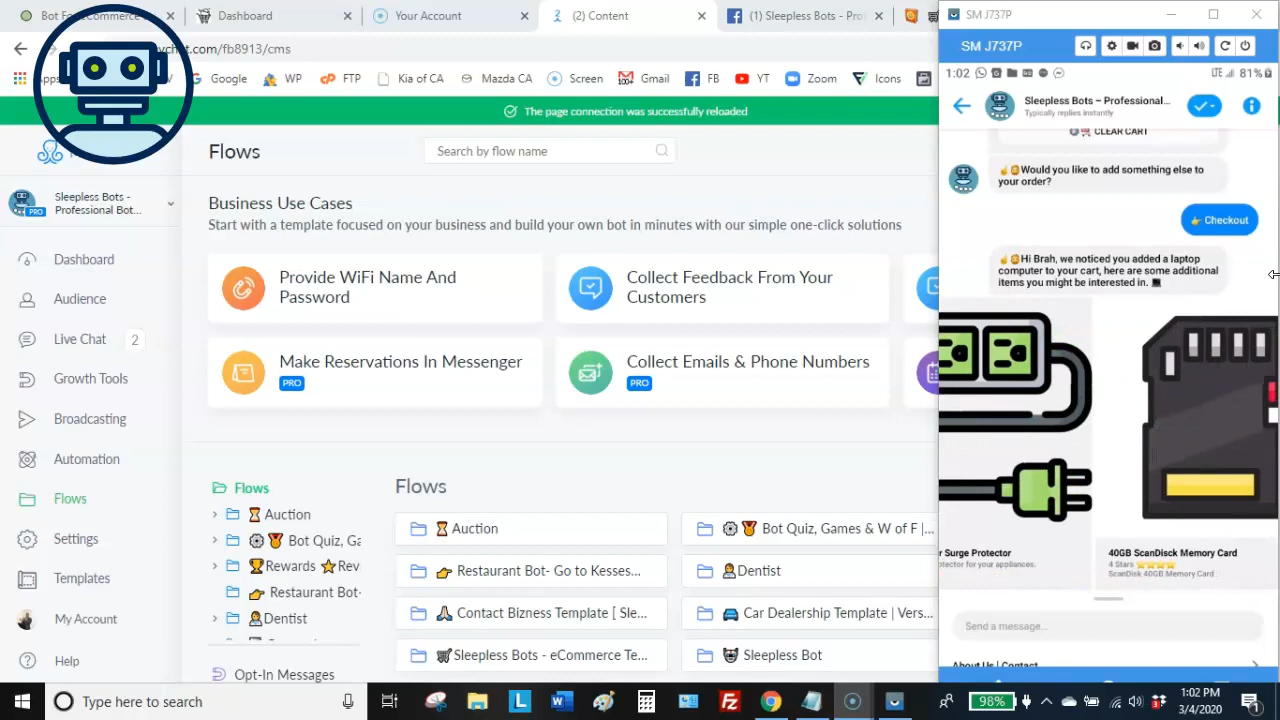 Bot F
Dashboard
Your Account
(2) Content
(1) Sleepless Bots - Pro
ychat.com/fb8913/cms
Google
WP
FTP
Kia of CA
Mazda CA
Screen
100+
Gmail
FB
YT
Zoom
Icons
The page connection was successfully reloaded
Flows
Search by flow name
Sleepless Bots -
Professional Bot...
PRO
Dashboard
Audience
Live Chat
2
Growth Tools
Broadcasting
Automation
Flows
Settings
Templates
My Account
Help
Business Use Cases
Start with a template focused on your business and build your own bot in minutes with our simple one-click solutions
Provide WiFi Name And
Password
Collect Feedback From Your
Customers
Make Reservations In Messenger
PRO
Collect Emails & Phone Numbers
PRO
Flows
Auction
Bot Quiz, Ga
Rewards ⭐Rev
Restaurant Bot-
Dentist
Opt-In Messages
Flows
Auction
Bot Quiz, Games & W of F |...
Restaurant Bot- Go to Kesses...
Dentist
Contact Bizness Template [ Sle...
Car Dealership Template | Vers...
Sleepless Bots - eCommerce Te...
Sleepless Bot
SM J737P
SM J737P
1:02
LTE
81%
Sleepless Bots – Professional...
Typically replies instantly
CLEAR CART
Would you like to add something else to
your order?
Checkout
Hi Brah, we noticed you added a laptop
computer to your cart, here are some additional
items you might be interested in.
r Surge Protector
otector for your appliances.
40GB ScanDisck Memory Card
4 Stars ⭐⭐⭐⭐
ScanDisk 40GB Memory Card
Send a message...
About Us | Contact
Type here to search
98%
1:02 PM
3/4/2020